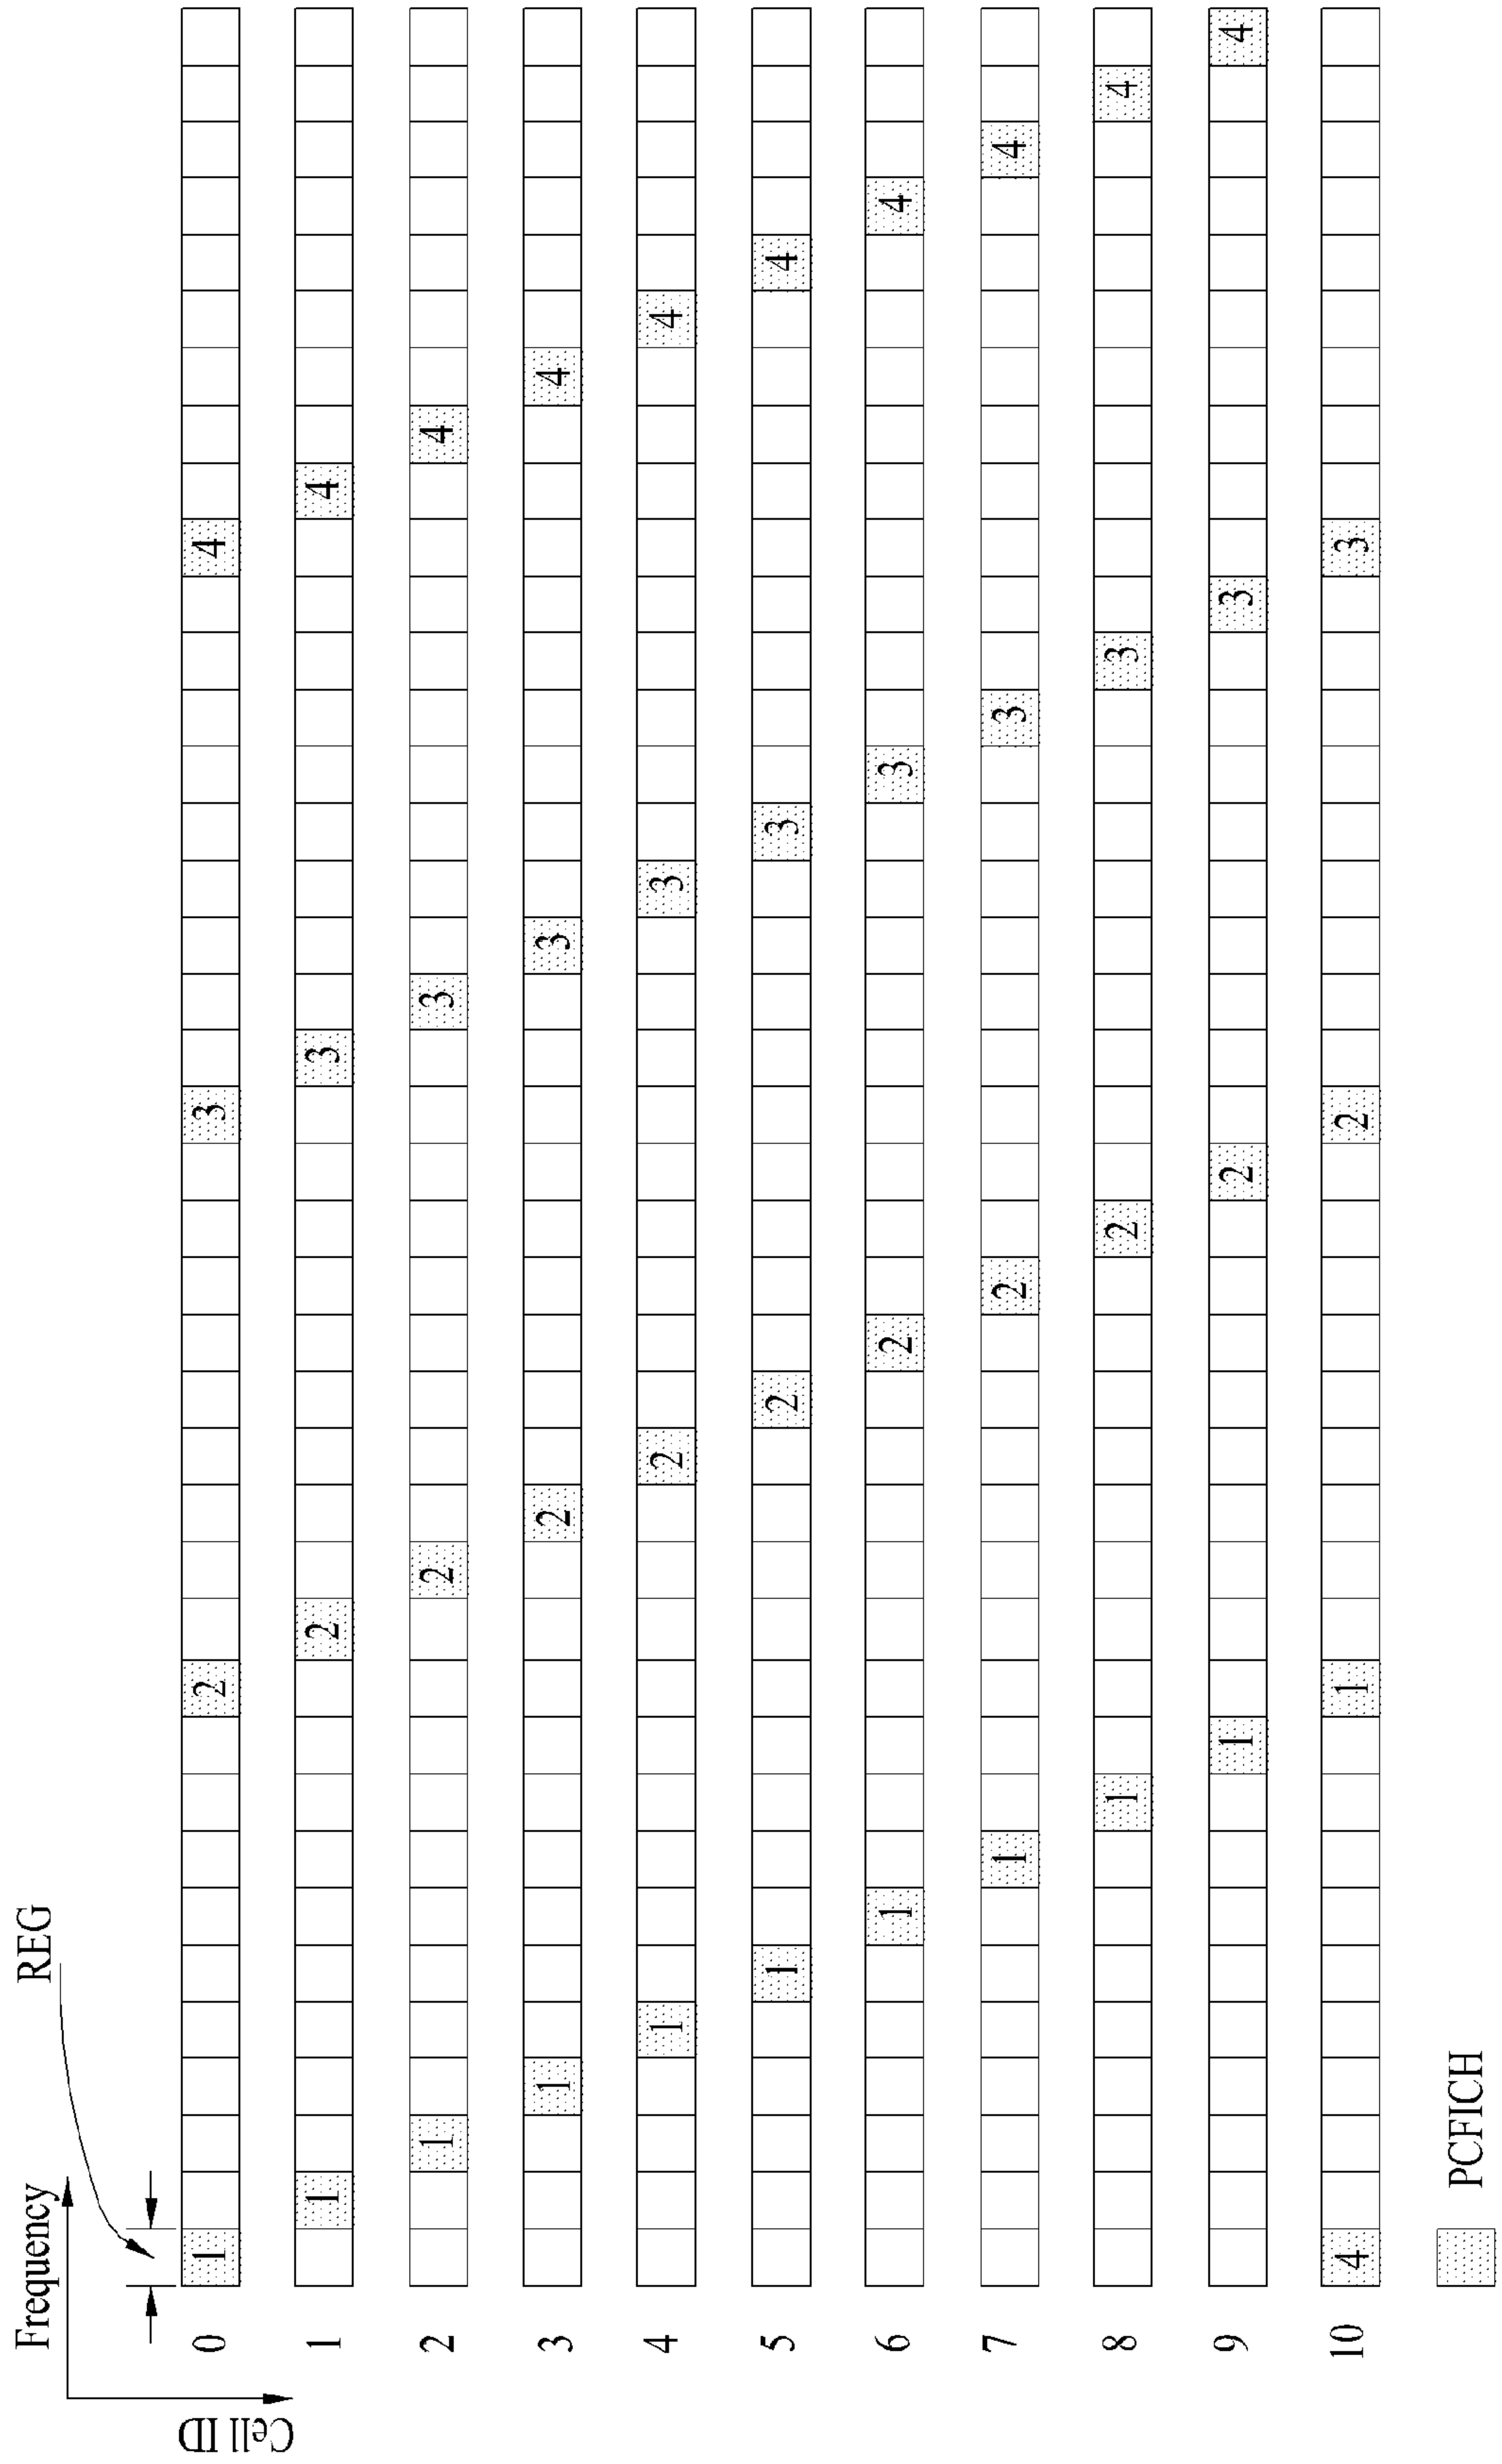 Frequency
REG
Cell ID
0 1 2 3 4
1 1 2 3 4
2 1 2 3 4
3 1 2 3 4
4 1 2 3 4
5 1 2 3 4
6 1 2 3 4
7 1 2 3 4
8 1 2 3 4
9 1 2 3 4
10 4 1 2 3
PCFICH